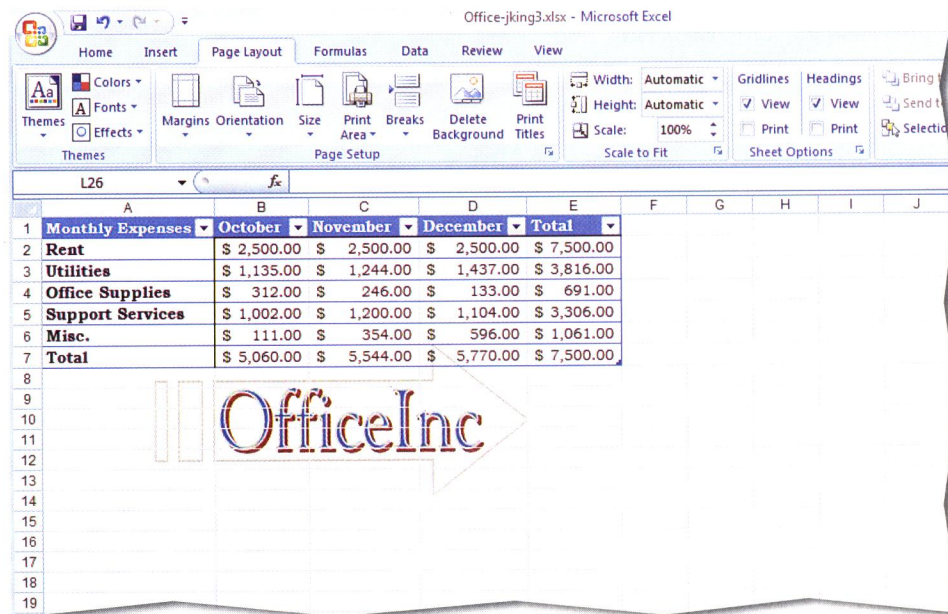 Office-jking3.xlsx - Microsoft Excel
Home Insert Page Layout Formulas Data Review View
Aa Colors Width: Automatic Gridlines Headings Bring
A Fonts Height: Automatic View View Send t
Themes Effects Margins Orientation Size Print Area Breaks Delete Background Print Titles Scale: 100% Print Print Selectio
Themes Page Setup Scale to Fit Sheet Options
L26 fx
A B C D E F G H I J
1 Monthly Expenses October November December Total
2 Rent $ 2,500.00 $ 2,500.00 $ 2,500.00 $ 7,500.00
3 Utilities $ 1,135.00 $ 1,244.00 $ 1,437.00 $ 3,816.00
4 Office Supplies $ 312.00 $ 246.00 $ 133.00 $ 691.00
5 Support Services $ 1,002.00 $ 1,200.00 $ 1,104.00 $ 3,306.00
6 Misc. $ 111.00 $ 354.00 $ 596.00 $ 1,061.00
7 Total $ 5,060.00 $ 5,544.00 $ 5,770.00 $ 7,500.00
8
9
10 OfficeInc
11
12
13
14
15
16
17
18
19